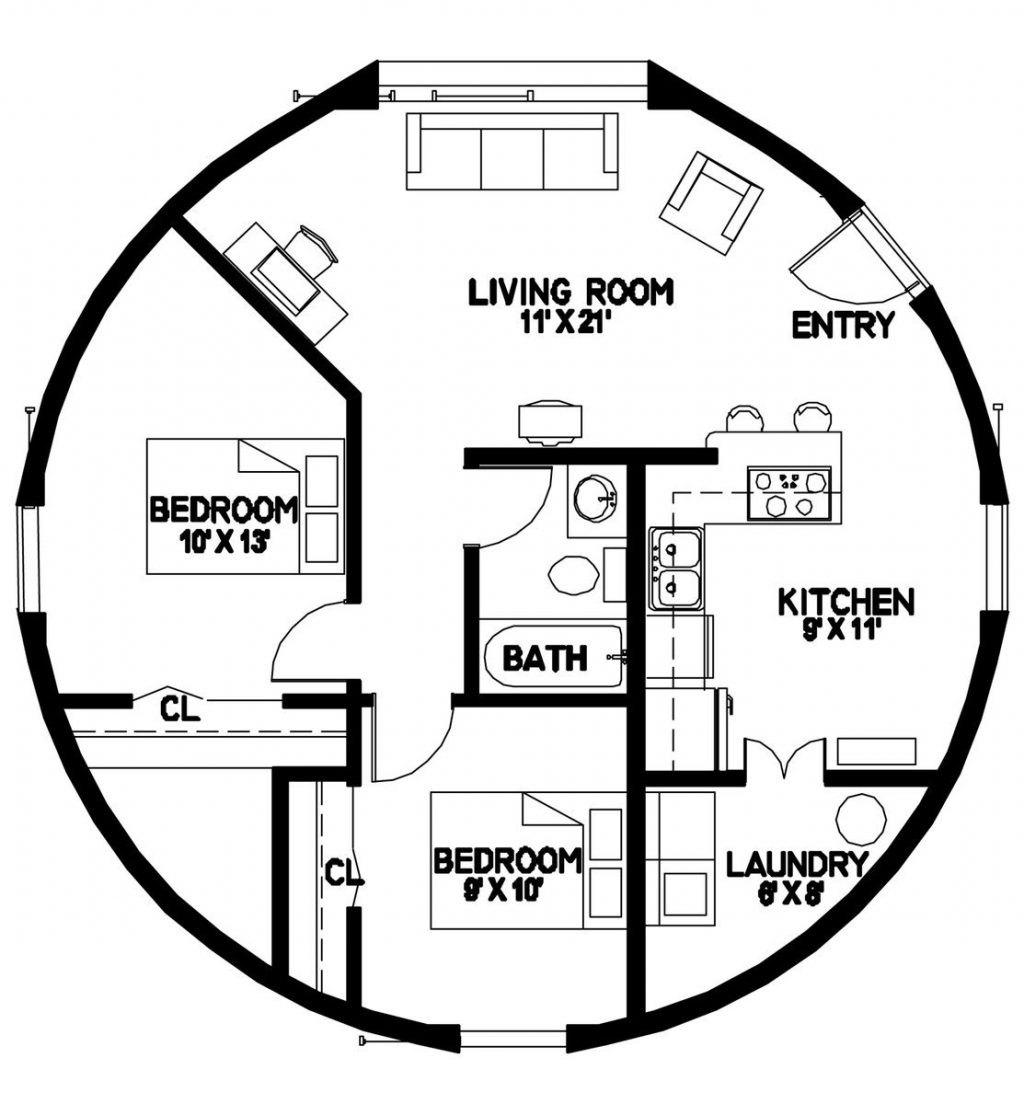 LIVING ROOM
11' X 21'
ENTRY
BEDROOM
10' X 13'
KITCHEN
9' X 11'
BATH
CL
BEDROOM
9' X 10'
CL
LAUNDRY
6' X 8'